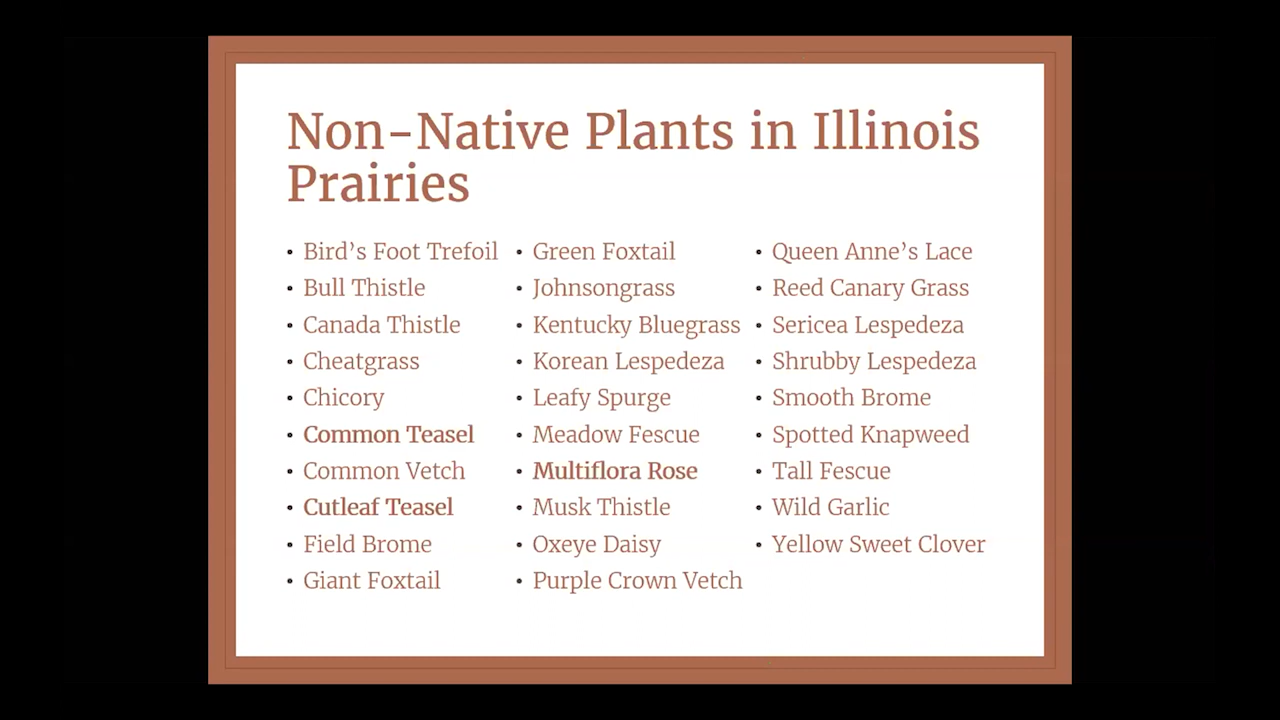 Non-Native Plants in Illinois
Prairies
• Bird’s Foot Trefoil
• Bull Thistle
• Canada Thistle
• Cheatgrass
• Chicory
• Common Teasel
• Common Vetch
• Cutleaf Teasel
• Field Brome
• Giant Foxtail
• Green Foxtail
• Johnsongrass
• Kentucky Bluegrass
• Korean Lespedeza
• Leafy Spurge
• Meadow Fescue
• Multiflora Rose
• Musk Thistle
• Oxeye Daisy
• Purple Crown Vetch
• Queen Anne’s Lace
• Reed Canary Grass
• Sericea Lespedeza
• Shrubby Lespedeza
• Smooth Brome
• Spotted Knapweed
• Tall Fescue
• Wild Garlic
• Yellow Sweet Clover